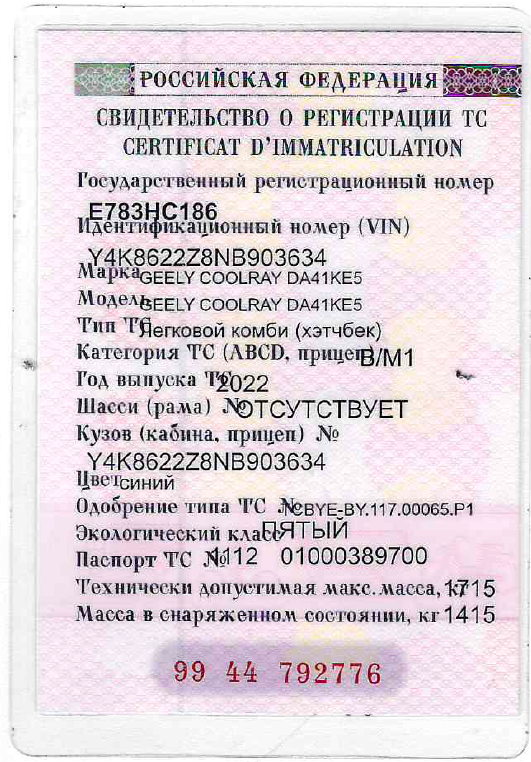 РОССИЙСКАЯ ФЕДЕРАЦИЯ
СВИДЕТЕЛЬСТВО О РЕГИСТРАЦИИ ТС
CERTIFICAT D'IMMATRICULATION
Государственный регистрационный номер
Е783НС186
Идентификационный номер (VIN)
Y4K8622Z8NB903634
Марка GEELY COOLRAY DA41KE5
Модель GEELY COOLRAY DA41KE5
Тип ТС Легковой комби (хэтчбек)
Категория ТС (ABCD, прицеп) B/M1
Год выпуска ТС 2022
Шасси (рама) № ОТСУТСТВУЕТ
Кузов (кабина, прицеп) №
Y4K8622Z8NB903634
Цвет синий
Одобрение типа ТС № СBYE-BY.117.00065.P1
Экологический класс ПЯТЫЙ
Паспорт ТС № 1112 01000389700
Технически допустимая макс. масса, кг 1715
Масса в снаряженном состоянии, кг 1415
99 44 792776